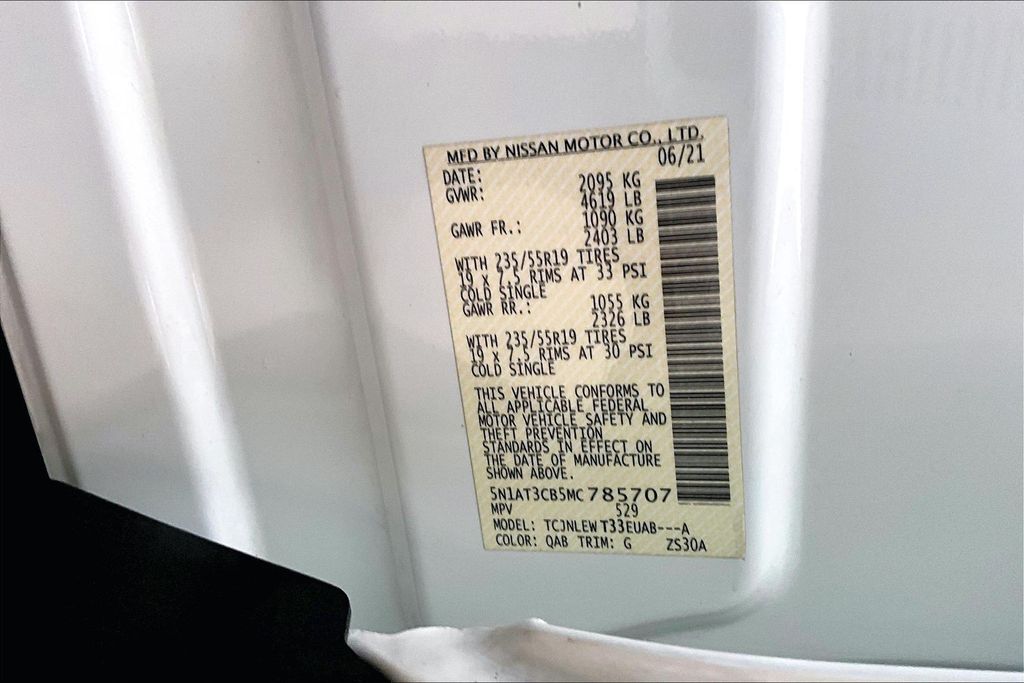 MFD BY NISSAN MOTOR CO., LTD.
DATE: 06/21
GVWR: 2095 KG
4619 LB
GAWR FR.: 1090 KG
2403 LB
WITH 235/55R19 TIRES
19 x 7.5 RIMS AT 33 PSI
COLD SINGLE
GAWR RR.: 1055 KG
2326 LB
WITH 235/55R19 TIRES
19 x 7.5 RIMS AT 30 PSI
COLD SINGLE
THIS VEHICLE CONFORMS TO
ALL APPLICABLE FEDERAL
MOTOR VEHICLE SAFETY AND
THEFT PREVENTION
STANDARDS IN EFFECT ON
THE DATE OF MANUFACTURE
SHOWN ABOVE.
5N1AT3CB5MC785707
MPV 529
MODEL: TCJNLEWT33EUAB---A
COLOR: QAB TRIM: G ZS30A